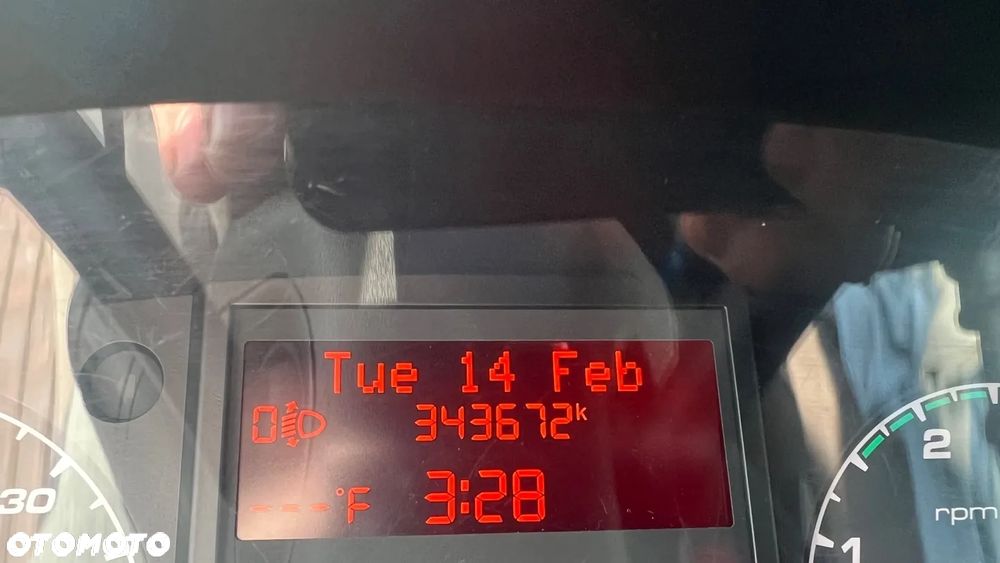 Tue 14 Feb
0 343672k
---°F 3:28
30
2
rpm
1
OTOMOTO